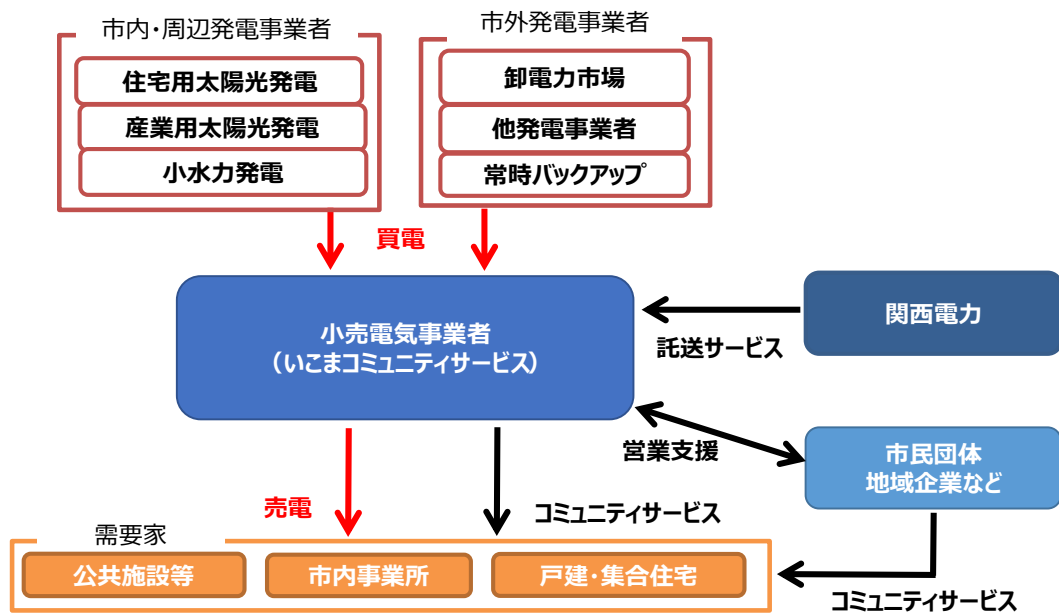 市内・周辺発電事業者
住宅用太陽光発電
産業用太陽光発電
小水力発電
市外発電事業者
卸電力市場
他発電事業者
常時バックアップ
買電
小売電気事業者
（いこまコミュニティサービス）
関西電力
託送サービス
営業支援
市民団体
地域企業など
売電
コミュニティサービス
需要家
公共施設等
市内事業所
戸建・集合住宅
コミュニティサービス